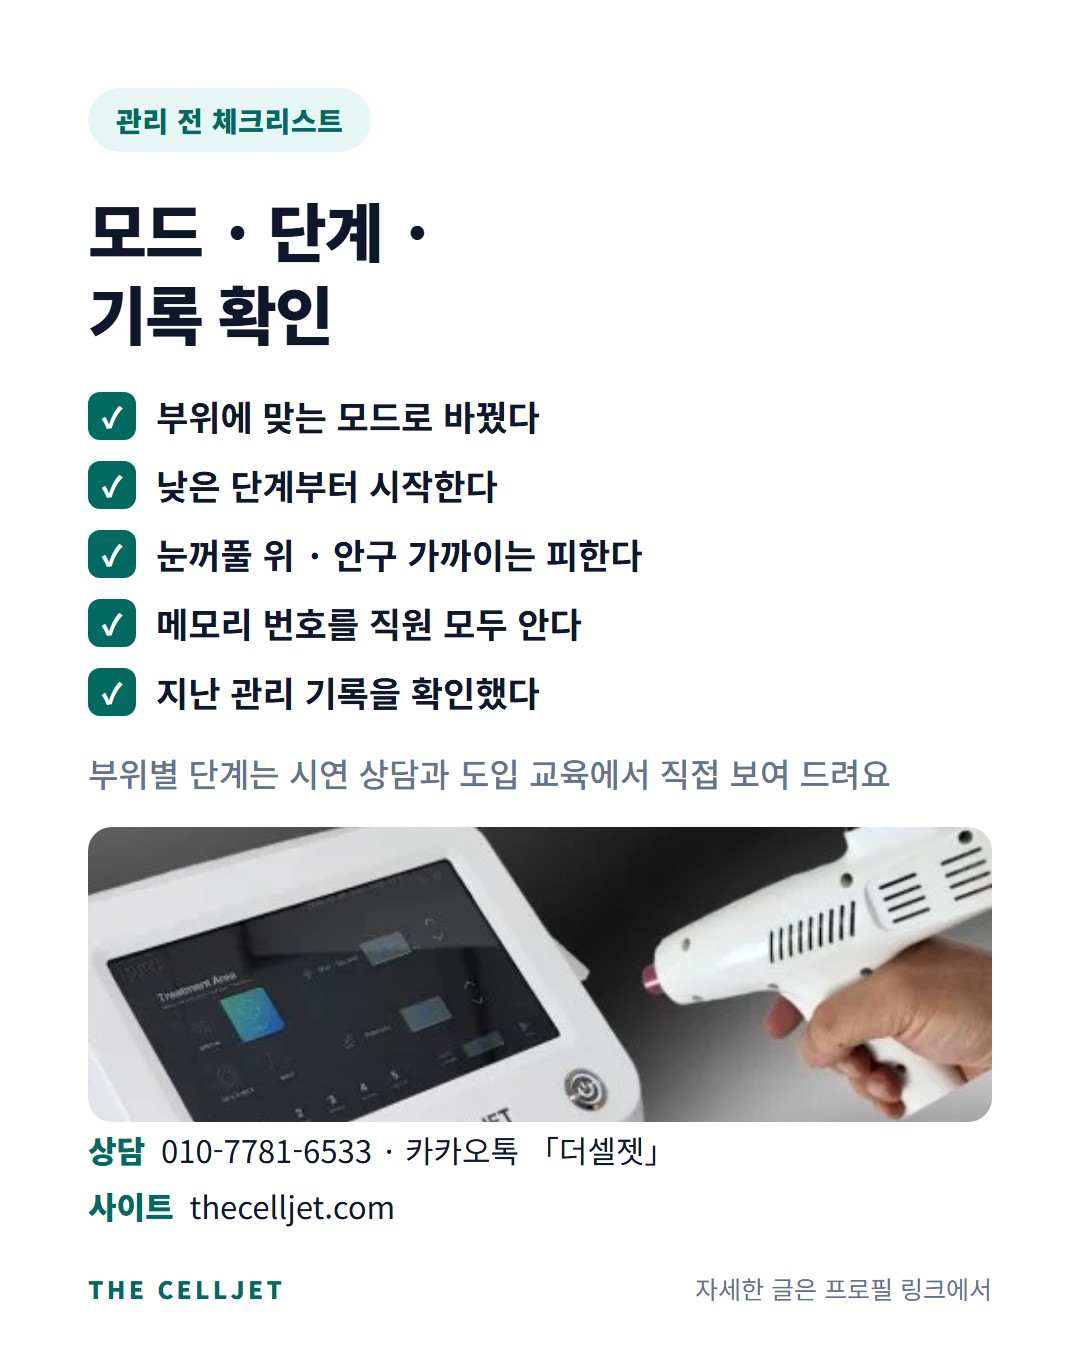 관리 전 체크리스트
모드 · 단계 ·
기록 확인
부위에 맞는 모드로 바꿨다
낮은 단계부터 시작한다
눈꺼풀 위 · 안구 가까이는 피한다
메모리 번호를 직원 모두 안다
지난 관리 기록을 확인했다
부위별 단계는 시연 상담과 도입 교육에서 직접 보여 드려요
Treatment Area
2 3 4 5
JET
상담 010-7781-6533 · 카카오톡 「더셀젯」
사이트 thecelljet.com
THE CELLJET
자세한 글은 프로필 링크에서